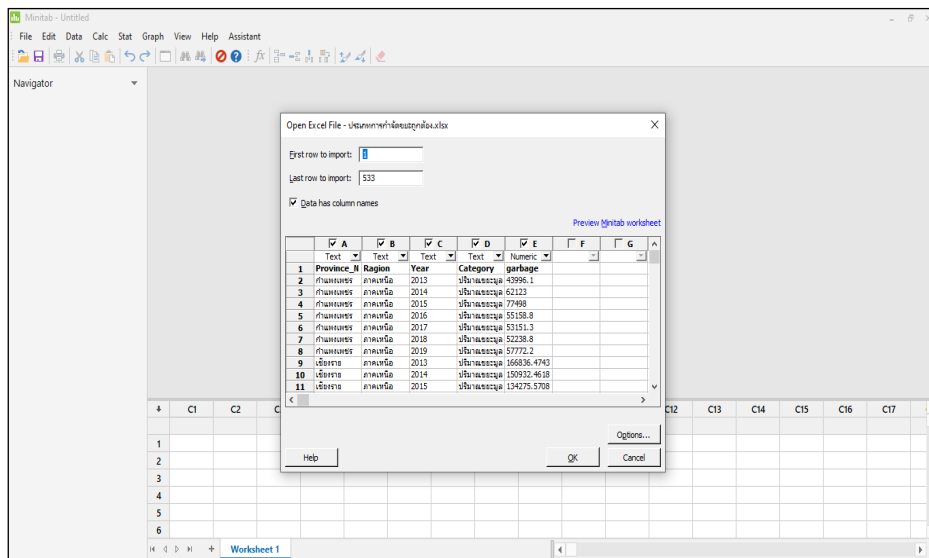 Minitab - Untitled
File Edit Data Calc Stat Graph View Help Assistant
Navigator
Open Excel File - ประเภทการกำจัดขยะถูกต้อง.xlsx
First row to import: 1
Last row to import: 533
Data has column names
Preview Minitab worksheet
A B C D E F G
Text Text Text Text Numeric
1 Province_N Ragion Year Category garbage
2 กำแพงเพชร ภาคเหนือ 2013 ปริมาณขยะมูล 43996.1
3 กำแพงเพชร ภาคเหนือ 2014 ปริมาณขยะมูล 62123
4 กำแพงเพชร ภาคเหนือ 2015 ปริมาณขยะมูล 77498
5 กำแพงเพชร ภาคเหนือ 2016 ปริมาณขยะมูล 55158.8
6 กำแพงเพชร ภาคเหนือ 2017 ปริมาณขยะมูล 53151.3
7 กำแพงเพชร ภาคเหนือ 2018 ปริมาณขยะมูล 52238.8
8 กำแพงเพชร ภาคเหนือ 2019 ปริมาณขยะมูล 57772.2
9 เชียงราย ภาคเหนือ 2013 ปริมาณขยะมูล 166836.4743
10 เชียงราย ภาคเหนือ 2014 ปริมาณขยะมูล 150932.4618
11 เชียงราย ภาคเหนือ 2015 ปริมาณขยะมูล 134275.5708
Options...
Help OK Cancel
C1 C2 C C12 C13 C14 C15 C16 C17
1
2
3
4
5
6
Worksheet 1